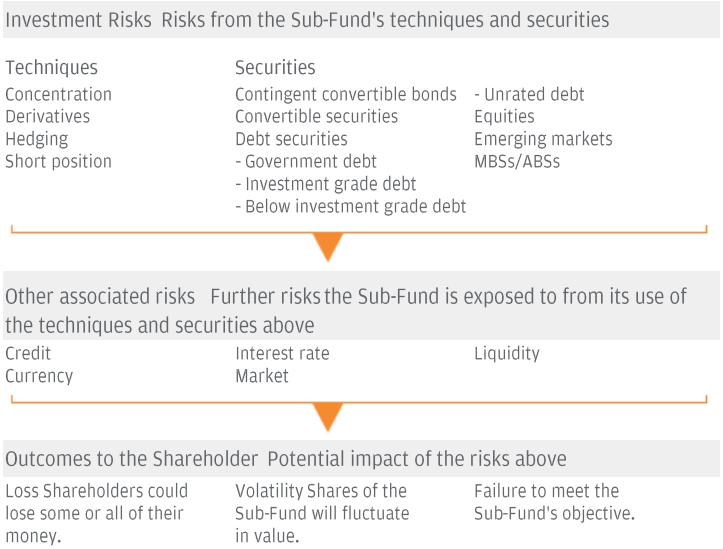 Investment Risks Risks from the Sub-Fund's techniques and securities
Techniques
Concentration
Derivatives
Hedging
Short position
Securities
Contingent convertible bonds
Convertible securities
Debt securities
- Government debt
- Investment grade debt
- Below investment grade debt
- Unrated debt
Equities
Emerging markets
MBSs/ABSs
Other associated risks Further risks the Sub-Fund is exposed to from its use of
the techniques and securities above
Credit
Currency
Interest rate
Market
Liquidity
Outcomes to the Shareholder Potential impact of the risks above
Loss Shareholders could
lose some or all of their
money.
Volatility Shares of the
Sub-Fund will fluctuate
in value.
Failure to meet the
Sub-Fund's objective.